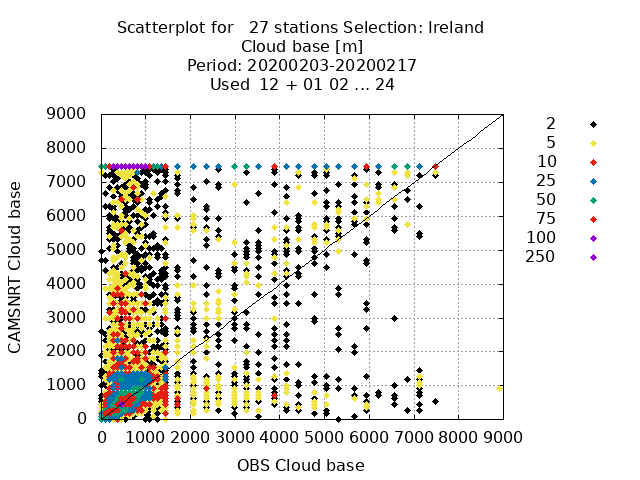 Scatterplot for   27 stations Selection: Ireland
Cloud base [m]
Period: 20200203-20200217
Used  12 + 01 02 ... 24
9000
8000
7000
6000
5000
4000
3000
2000
1000
0
CAMSNRT Cloud base
0 1000 2000 3000 4000 5000 6000 7000 8000 9000
OBS Cloud base
2
5
10
25
50
75
100
250